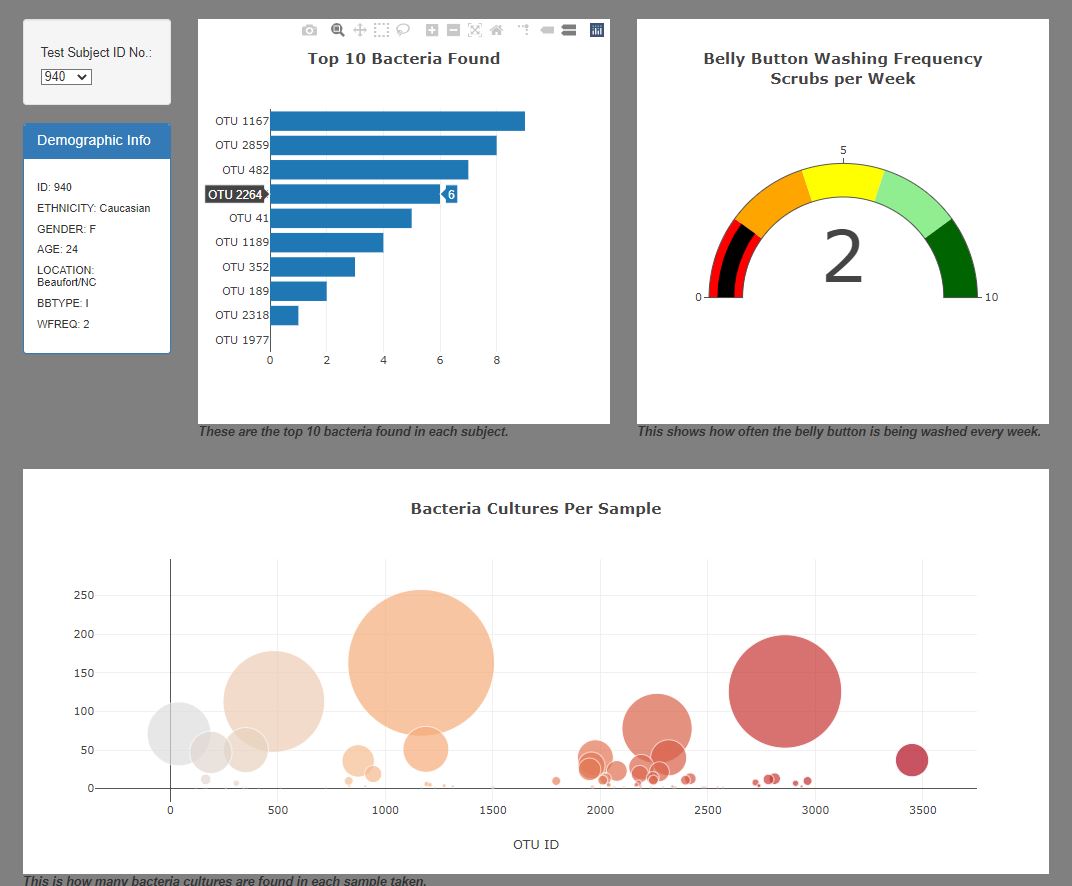 Test Subject ID No.:
940
Demographic Info
ID: 940
ETHNICITY: Caucasian
GENDER: F
AGE: 24
LOCATION:
Beaufort/NC
BBTYPE: I
WFREQ: 2
Top 10 Bacteria Found
OTU 1167
OTU 2859
OTU 482
OTU 2264 6
OTU 41
OTU 1189
OTU 352
OTU 189
OTU 2318
OTU 1977
0 2 4 6 8
These are the top 10 bacteria found in each subject.
Belly Button Washing Frequency
Scrubs per Week
5
2
0 10
This shows how often the belly button is being washed every week.
Bacteria Cultures Per Sample
250
200
150
100
50
0
0 500 1000 1500 2000 2500 3000 3500
OTU ID
This is how many bacteria cultures are found in each sample taken.